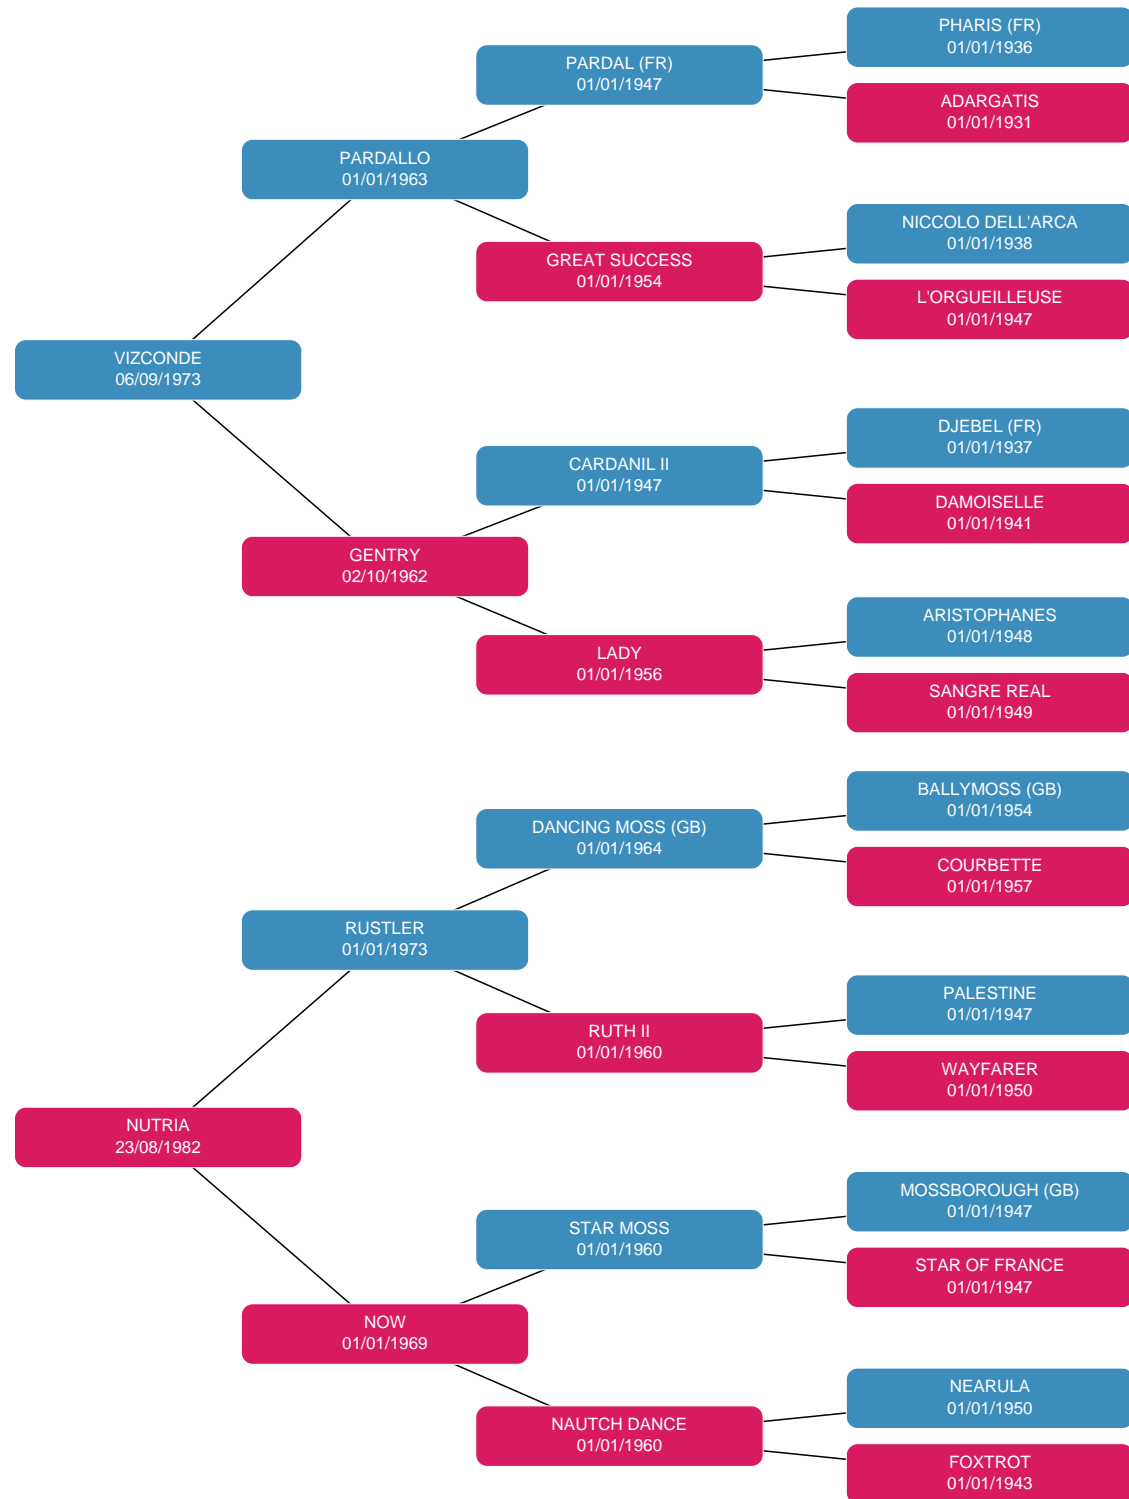 PHARIS (FR)
01/01/1936
PARDAL (FR)
01/01/1947
ADARGATIS
01/01/1931
PARDALLO
01/01/1963
NICCOLO DELL'ARCA
01/01/1938
GREAT SUCCESS
01/01/1954
L'ORGUEILLEUSE
01/01/1947
VIZCONDE
06/09/1973
DJEBEL (FR)
01/01/1937
CARDANIL II
01/01/1947
DAMOISELLE
01/01/1941
GENTRY
02/10/1962
ARISTOPHANES
01/01/1948
LADY
01/01/1956
SANGRE REAL
01/01/1949
BALLYMOSS (GB)
01/01/1954
DANCING MOSS (GB)
01/01/1964
COURBETTE
01/01/1957
RUSTLER
01/01/1973
PALESTINE
01/01/1947
RUTH II
01/01/1960
WAYFARER
01/01/1950
NUTRIA
23/08/1982
MOSSBOROUGH (GB)
01/01/1947
STAR MOSS
01/01/1960
STAR OF FRANCE
01/01/1947
NOW
01/01/1969
NEARULA
01/01/1950
NAUTCH DANCE
01/01/1960
FOXTROT
01/01/1943